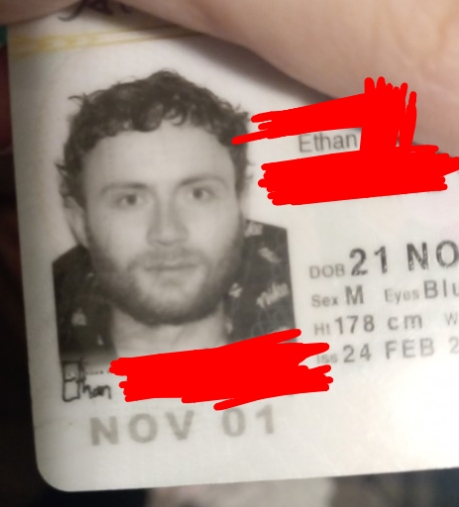 Ethan
DOB 21 NO
Sex M Eyes Blu
Ht 178 cm W
Iss 24 FEB 2
Ethan
NOV 01